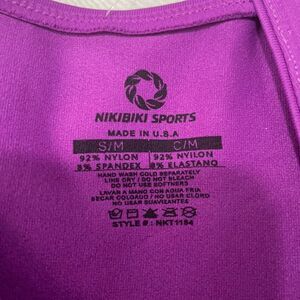 NIKIBIKI SPORTS
MADE IN U.S.A
S/M C/M
92% NYLON 92% NYILON
8% SPANDEX 8% ELASTANO
HAND WASH COLD SEPARATELY
LINE DRY / DO NOT BLEACH
DO NOT USE SOFTNERS
LAVAR A MANO CON AGUA FRIA
SECAR COLGADO / NO USAR CLORO
NO USAR SUAVIZANTES
STYLE # : NKT1184